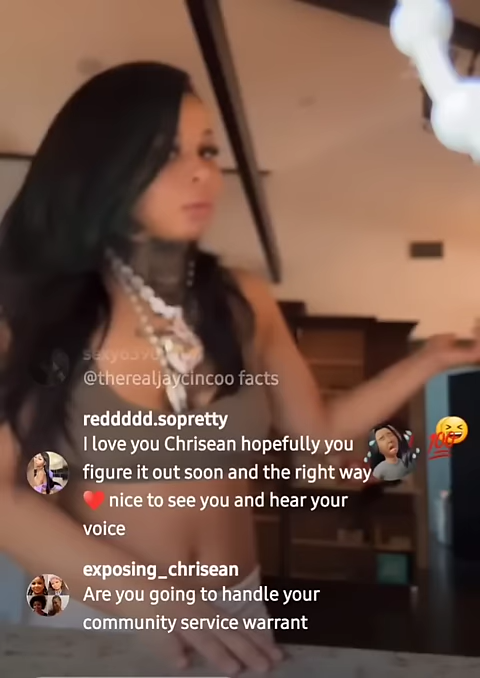 @therealjaycincoo facts
reddddd.sopretty
I love you Chrisean hopefully you
figure it out soon and the right way
❤️ nice to see you and hear your
voice
💯
exposing_chrisean
Are you going to handle your
community service warrant